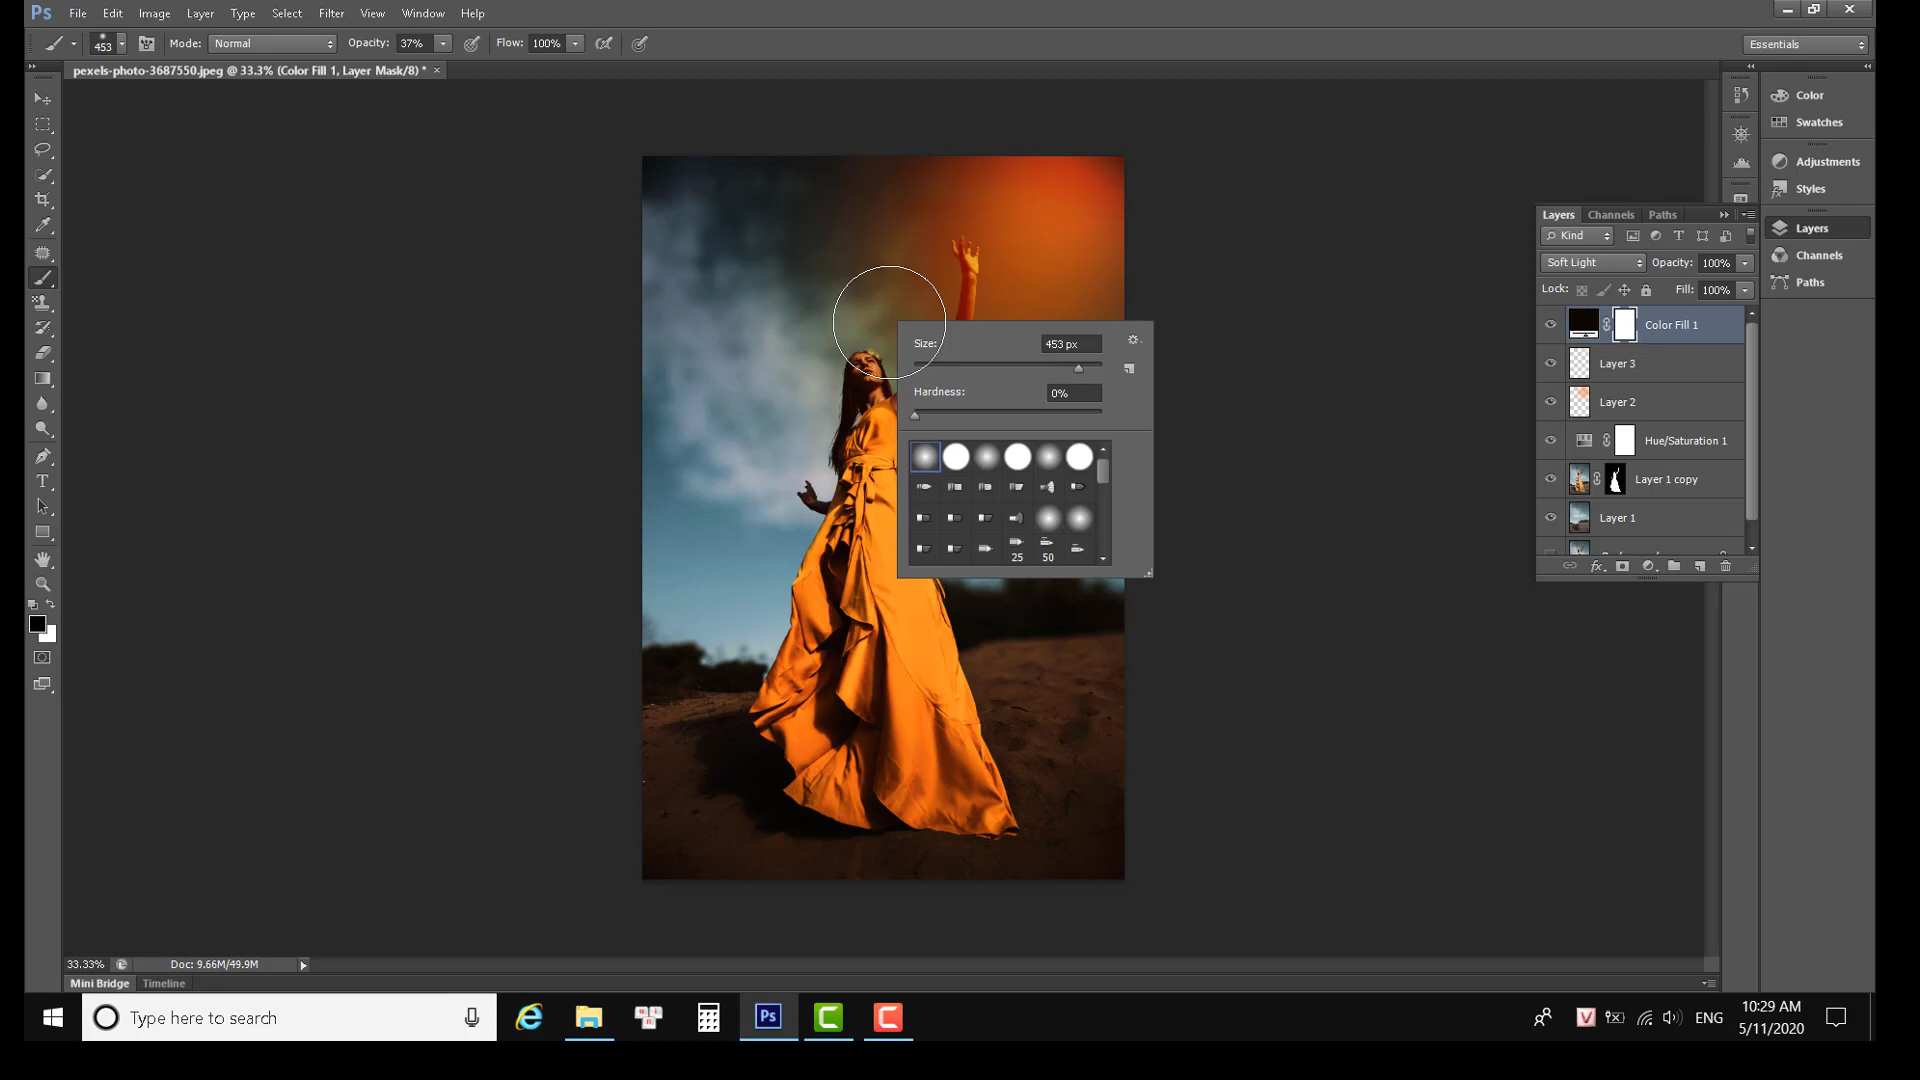 Ps File Edit Image Layer Type Select Filter View Window Help
453 Mode: Normal Opacity: 37% Flow: 100% Essentials
pexels-photo-3687550.jpeg @ 33.3% (Color Fill 1, Layer Mask/8) * ×
Color
Swatches
Adjustments
Styles
Layers
Channels
Paths
Layers Channels Paths
Kind
Soft Light Opacity: 100%
Lock: Fill: 100%
Color Fill 1
Layer 3
Layer 2
Hue/Saturation 1
Layer 1 copy
Layer 1
Size: 453 px
Hardness: 0%
25 50
33.33% Doc: 9.66M/49.9M
Mini Bridge Timeline
Type here to search
Ps
ENG
10:29 AM
5/11/2020